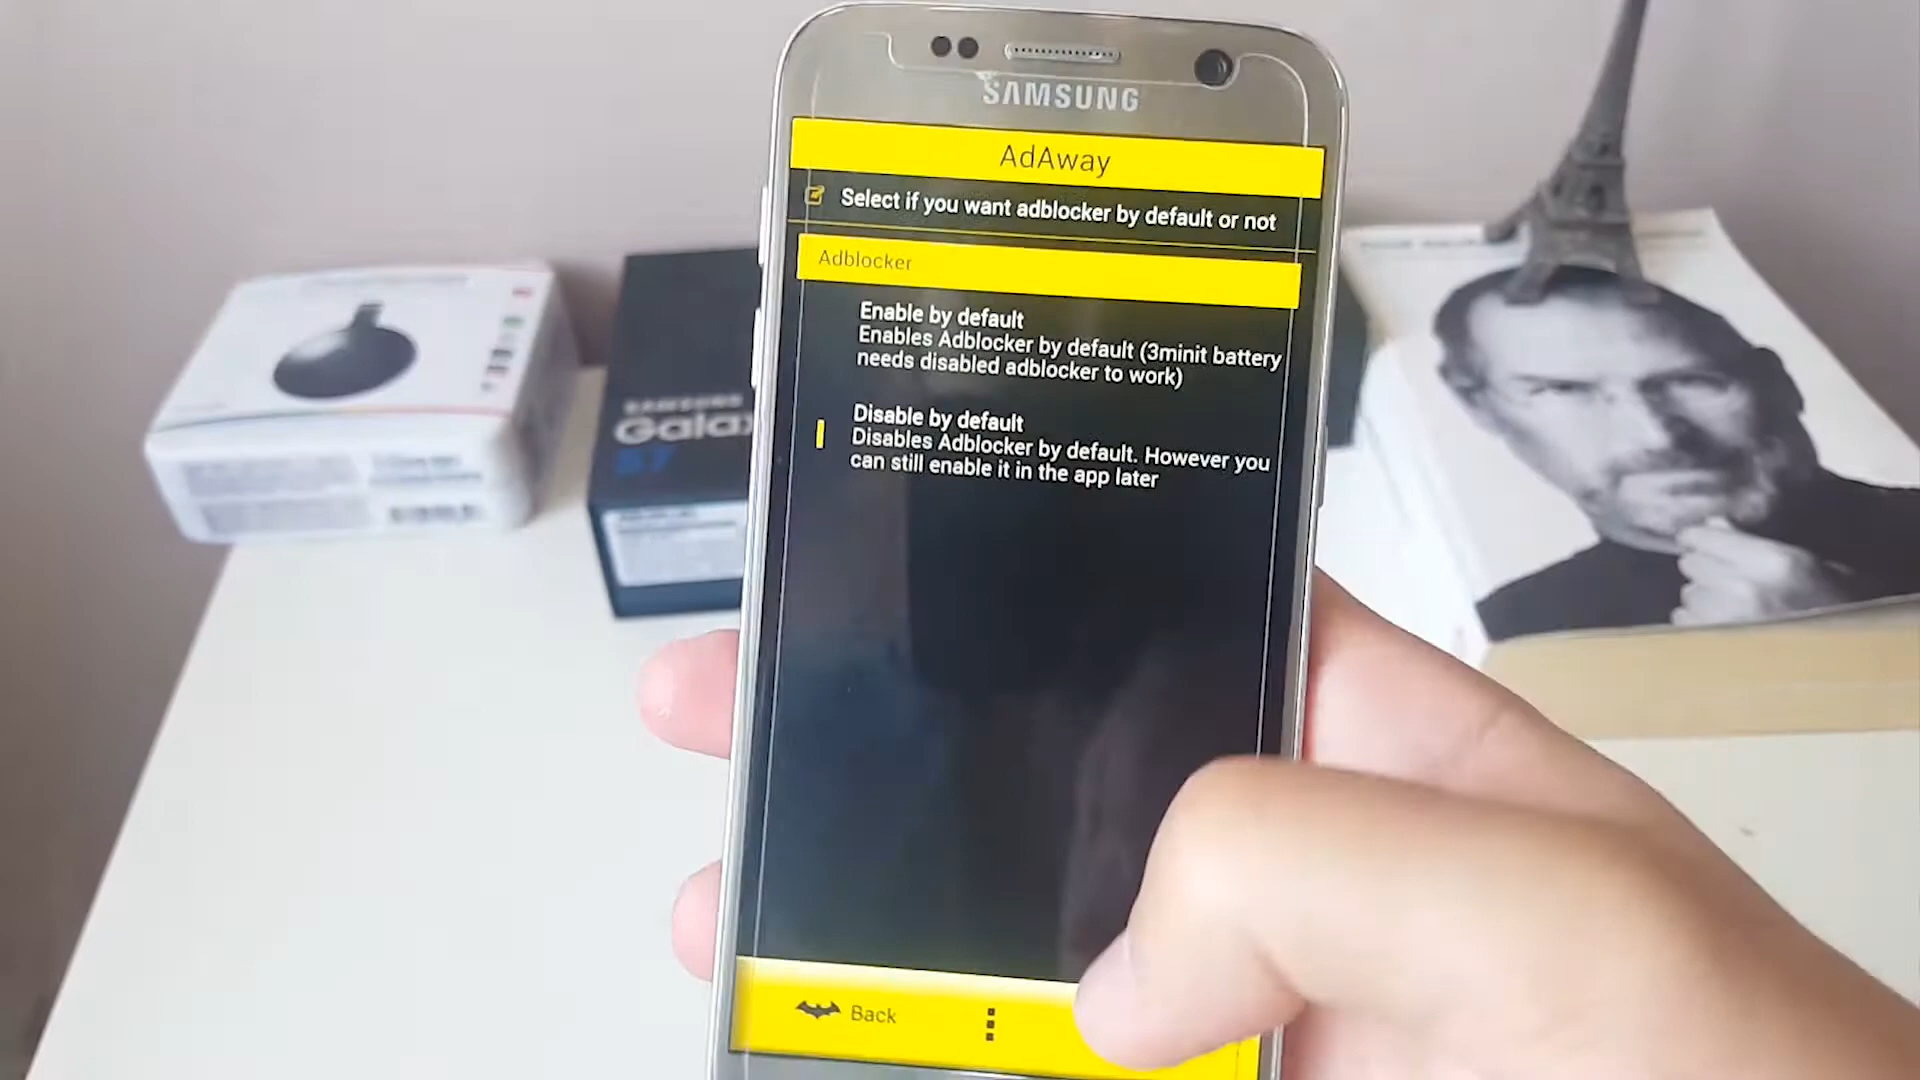 SAMSUNG
AdAway
Select if you want adblocker by default or not
Adblocker
Enable by default
Enables Adblocker by default (3minit battery
needs disabled adblocker to work)
Disable by default
Disables Adblocker by default. However you
can still enable it in the app later
Back
SAMSUNG
Galax
S7